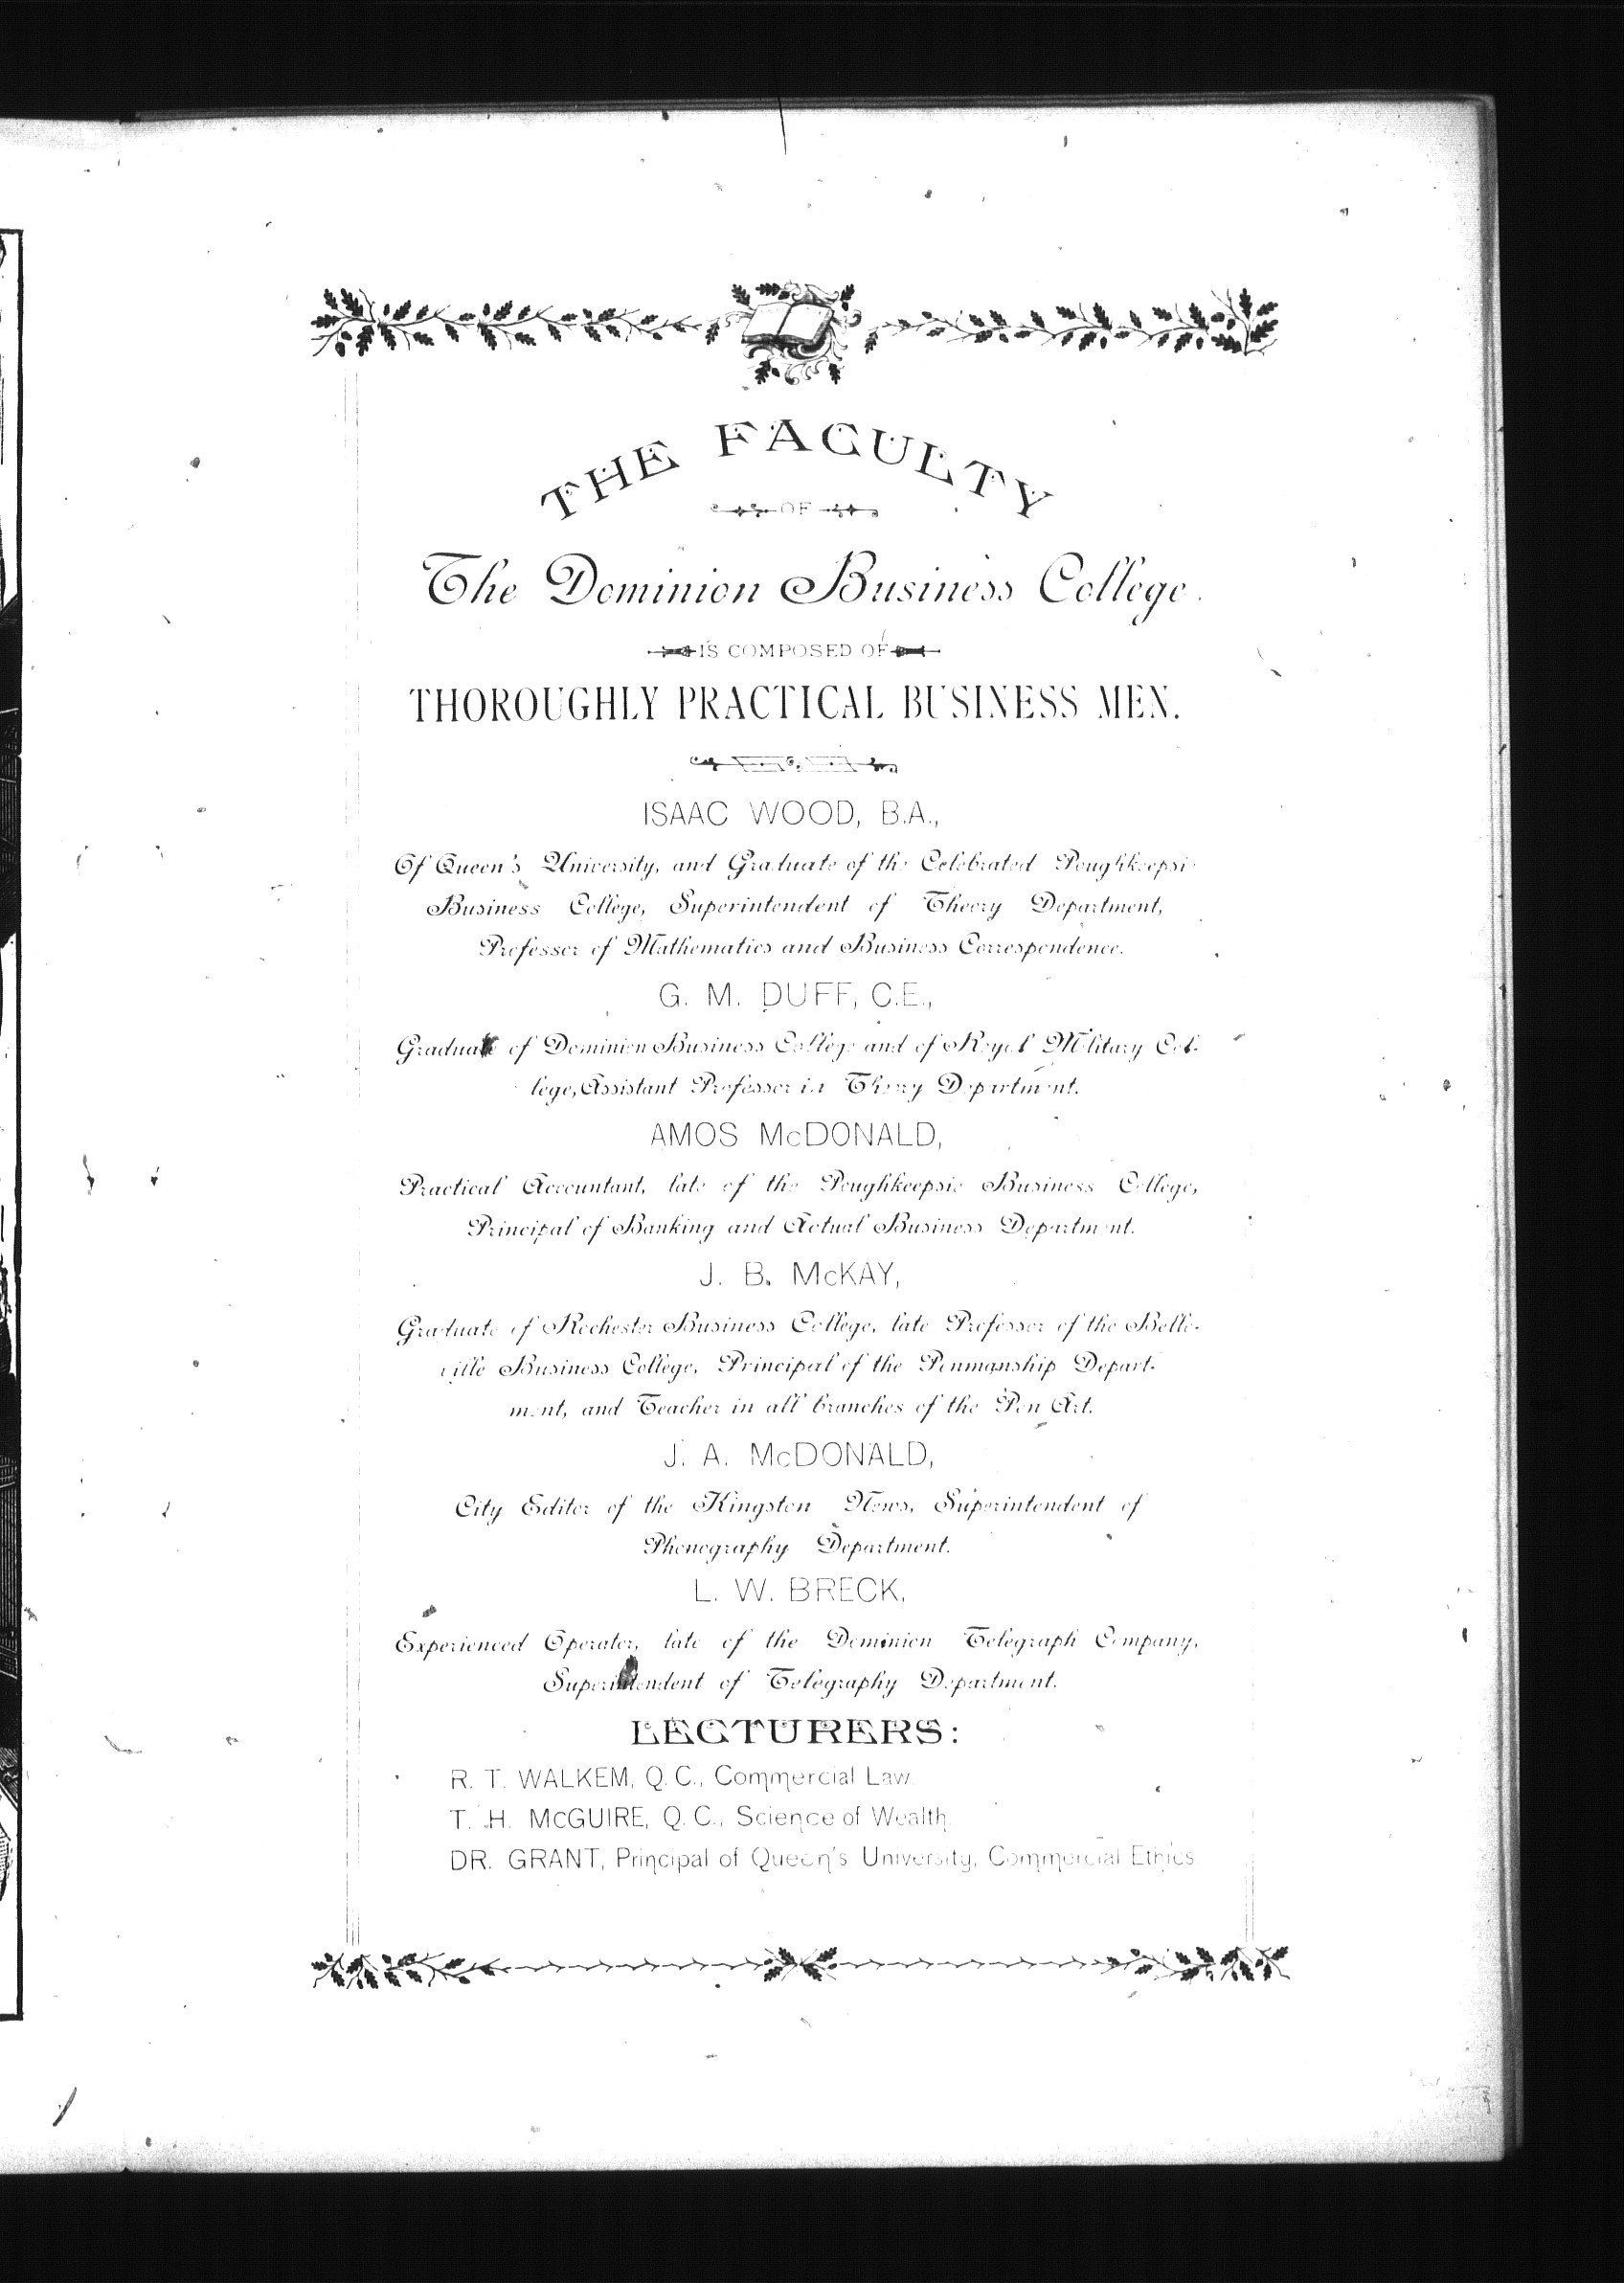 THE FACULTY
OF
The Dominion Business College.
IS COMPOSED OF
THOROUGHLY PRACTICAL BUSINESS MEN.
ISAAC WOOD, B.A.,
Of Queen's University, and Graduate of the Celebrated Poughkeepsie
Business College, Superintendent of Theory Department,
Professor of Mathematics and Business Correspondence.
G. M. DUFF, C.E.,
Graduate of Dominion Business College and of Royal Military Col-
lege, Assistant Professor in Theory Department.
AMOS McDONALD,
Practical Accountant, late of the Poughkeepsie Business College,
Principal of Banking and Actual Business Department.
J. B. McKAY,
Graduate of Rochester Business College, late Professor of the Belle-
ville Business College, Principal of the Penmanship Depart-
ment, and Teacher in all branches of the Pen Art.
J. A. McDONALD,
City Editor of the Kingston News, Superintendent of
Phonography Department.
L. W. BRECK,
Experienced Operator, late of the Dominion Telegraph Company,
Superintendent of Telegraphy Department.
LECTURERS:
R. T. WALKEM, Q. C., Commercial Law.
T. H. McGUIRE, Q. C., Science of Wealth.
DR. GRANT, Principal of Queen's University, Commercial Ethics.